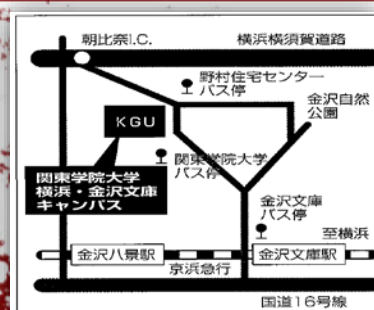 朝比奈I.C.
横浜横須賀道路
野村住宅センター
バス停
金沢自然
公園
KGU
関東学院大学
バス停
関東学院大学
横浜・金沢文庫
キャンパス
金沢文庫
バス停
至横浜
金沢八景駅
京浜急行
金沢文庫駅
国道16号線